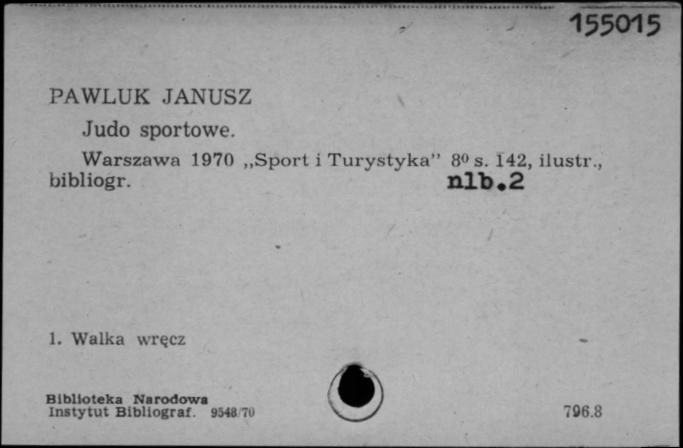 155015
PAWLUK JANUSZ
Judo sportowe.
Warszawa 1970 „Sport i Turystyka" 8⁰ s. 142, ilustr.,
bibliogr. nlb.2
1. Walka wręcz
Biblioteka Narodowa
Instytut Bibliograf. 9548/70
796.8